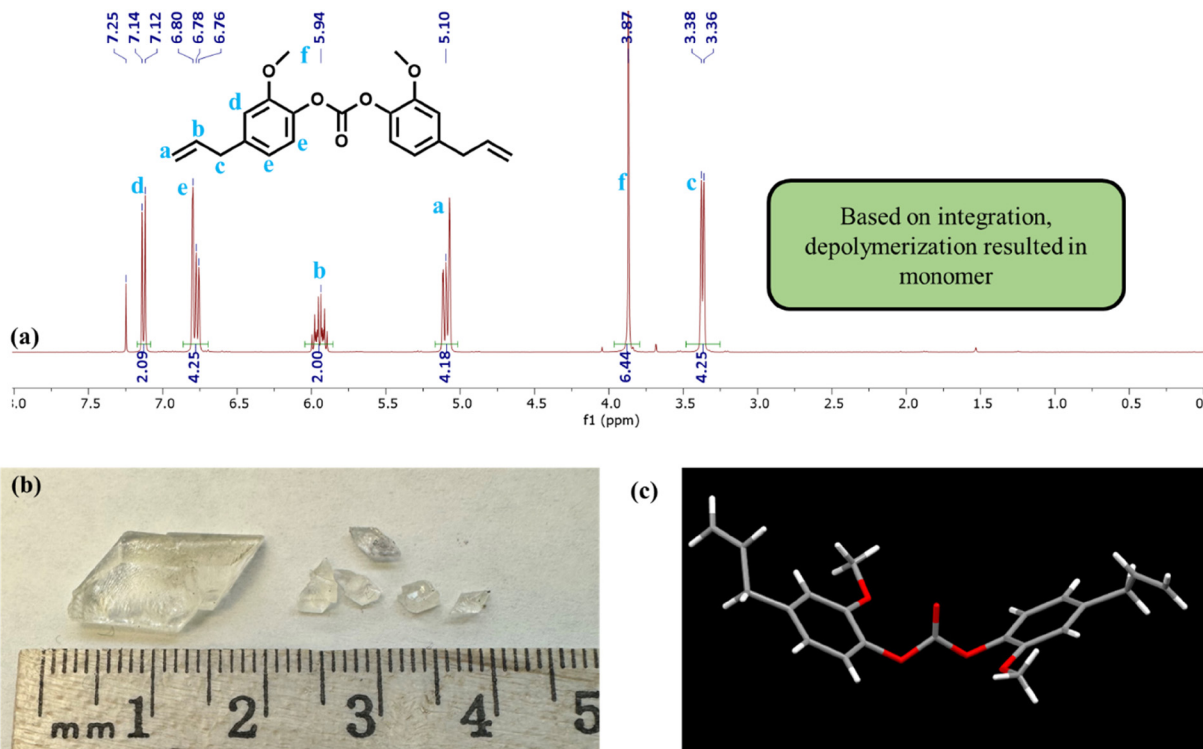 7.25
7.14
7.12
6.80
6.78
6.76
5.94
5.10
3.87
3.38
3.36
f
O
O
d
O
O
b
e
O
a
c
e
d
e
a
f
c
b
Based on integration,
depolymerization resulted in
monomer
(a)
2.09
4.25
2.00
4.18
6.44
4.25
8.0 7.5 7.0 6.5 6.0 5.5 5.0 4.5 4.0 3.5 3.0 2.5 2.0 1.5 1.0 0.5 0
f1 (ppm)
(b)
(c)
mm 1 2 3 4 5